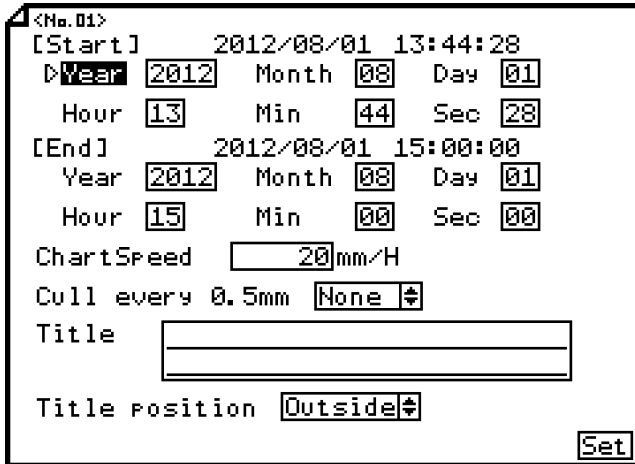 <No.01>
[Start] 2012/08/01 13:44:28
Year 2012 Month 08 Day 01
Hour 13 Min 44 Sec 28
[End] 2012/08/01 15:00:00
Year 2012 Month 08 Day 01
Hour 15 Min 00 Sec 00
ChartSpeed 20mm/H
Cull every 0.5mm None
Title
Title position Outside
Set